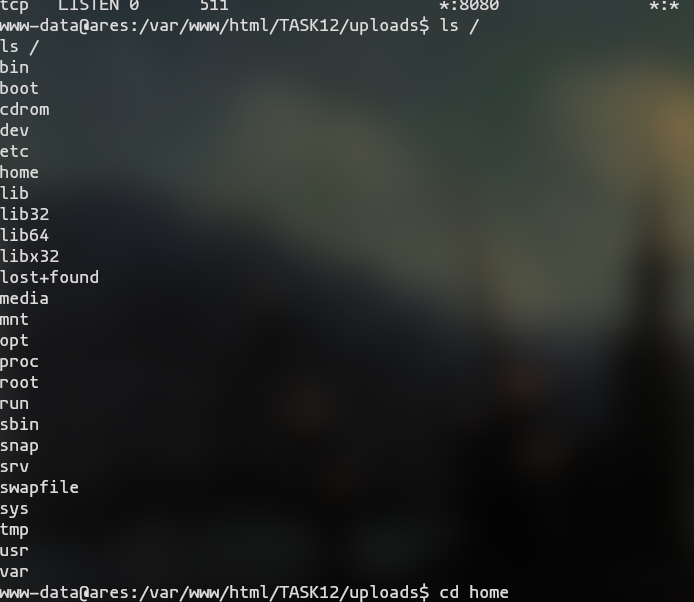 tcp   LISTEN 0      511                     *:8080               *:*
www-data@ares:/var/www/html/TASK12/uploads$ ls /
ls /
bin
boot
cdrom
dev
etc
home
lib
lib32
lib64
libx32
lost+found
media
mnt
opt
proc
root
run
sbin
snap
srv
swapfile
sys
tmp
usr
var
www-data@ares:/var/www/html/TASK12/uploads$ cd home